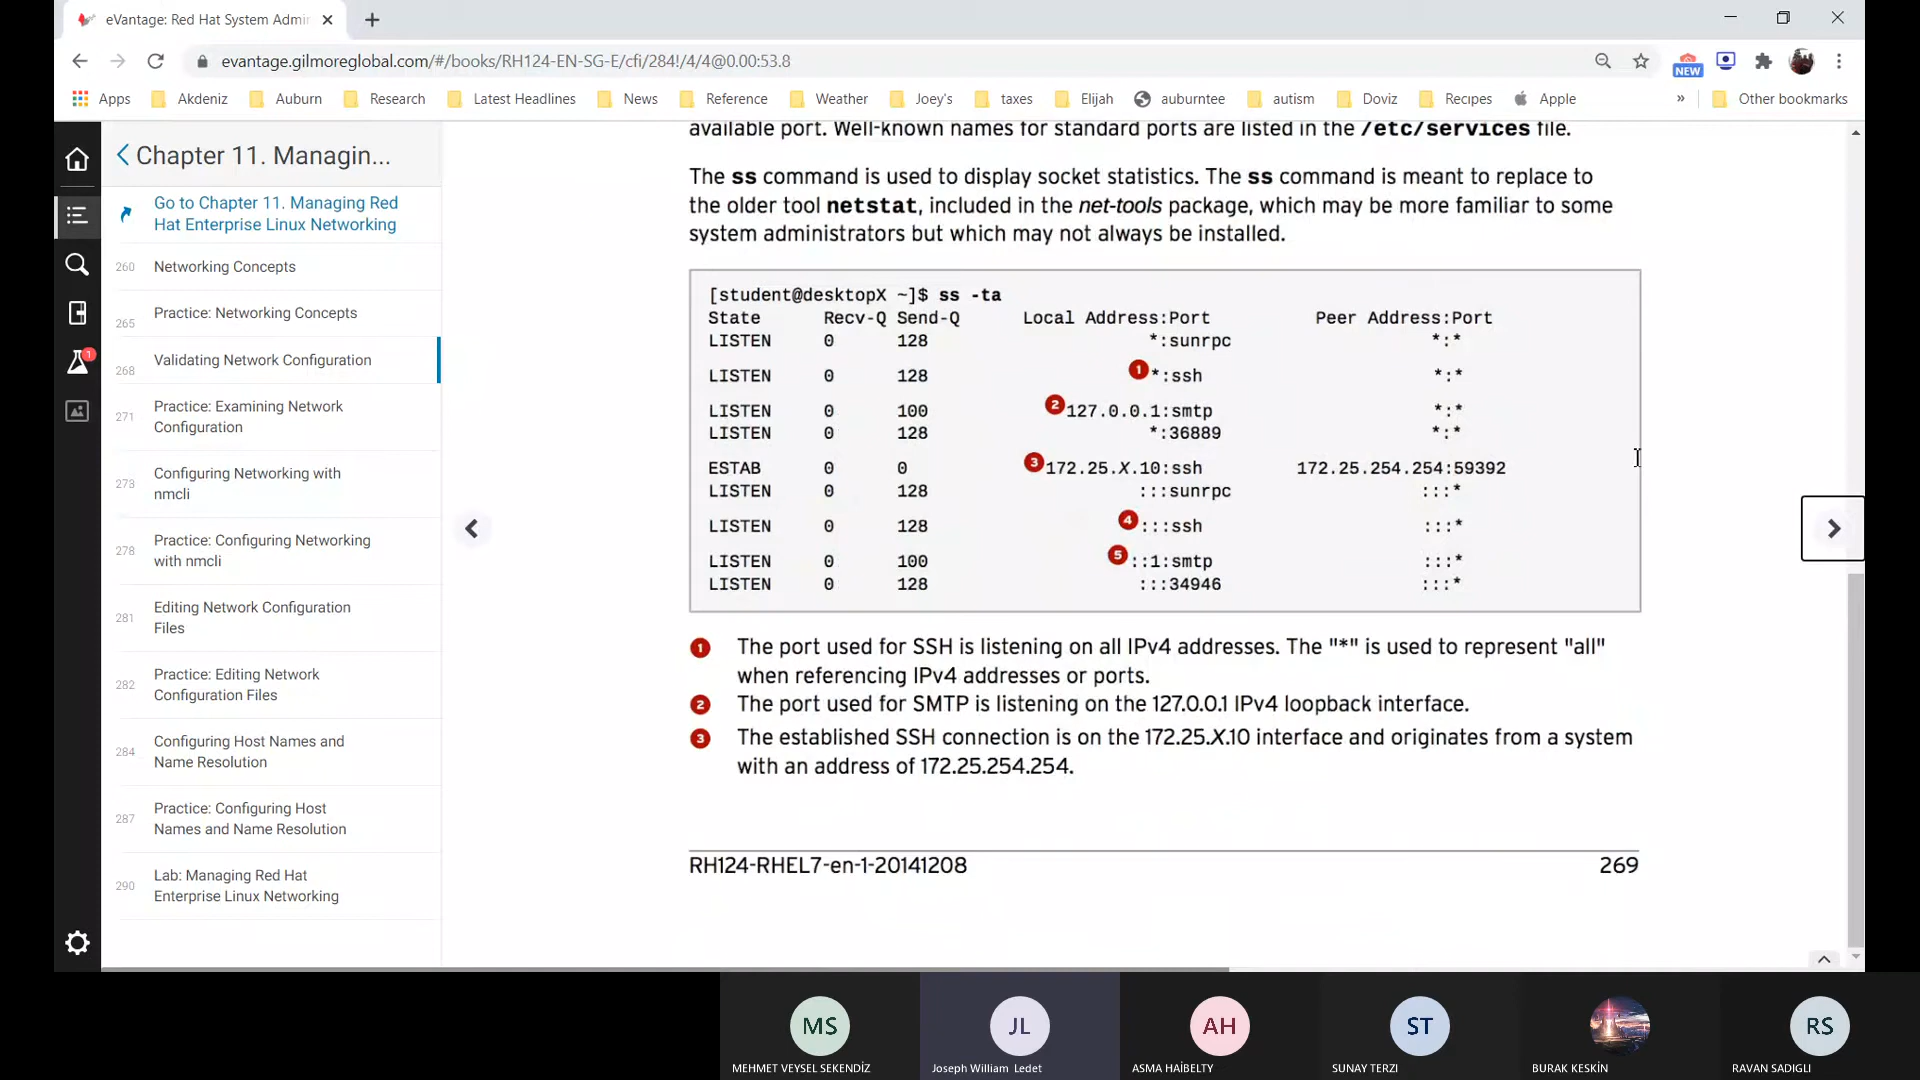 eVantage: Red Hat System Admi
evantage.gilmoreglobal.com/#/books/RH124-EN-SG-E/cfi/284!/4/4@0.00:53.8
NEW
Apps Akdeniz Auburn Research Latest Headlines News Reference Weather Joey's taxes Elijah auburntee autism Doviz Recipes Apple » Other bookmarks
Chapter 11. Managin...
Go to Chapter 11. Managing Red
Hat Enterprise Linux Networking
260 Networking Concepts
265 Practice: Networking Concepts
268 Validating Network Configuration
271 Practice: Examining Network
Configuration
273 Configuring Networking with
nmcli
278 Practice: Configuring Networking
with nmcli
281 Editing Network Configuration
Files
282 Practice: Editing Network
Configuration Files
284 Configuring Host Names and
Name Resolution
287 Practice: Configuring Host
Names and Name Resolution
290 Lab: Managing Red Hat
Enterprise Linux Networking
1
available port. Well-known names for standard ports are listed in the /etc/services file.
The ss command is used to display socket statistics. The ss command is meant to replace to
the older tool netstat, included in the net-tools package, which may be more familiar to some
system administrators but which may not always be installed.
[student@desktopX ~]$ ss -ta
State Recv-Q Send-Q Local Address:Port Peer Address:Port
LISTEN 0 128 *:sunrpc *:*
LISTEN 0 128 1 *:ssh *:*
LISTEN 0 100 2 127.0.0.1:smtp *:*
LISTEN 0 128 *:36889 *:*
ESTAB 0 0 3 172.25.X.10:ssh 172.25.254.254:59392
LISTEN 0 128 :::sunrpc :::*
LISTEN 0 128 4 :::ssh :::*
LISTEN 0 100 5 ::1:smtp :::*
LISTEN 0 128 :::34946 :::*
1 The port used for SSH is listening on all IPv4 addresses. The "*" is used to represent "all"
when referencing IPv4 addresses or ports.
2 The port used for SMTP is listening on the 127.0.0.1 IPv4 loopback interface.
3 The established SSH connection is on the 172.25.X.10 interface and originates from a system
with an address of 172.25.254.254.
RH124-RHEL7-en-1-20141208 269
MS JL AH ST RS
MEHMET VEYSEL SEKENDİZ Joseph William Ledet ASMA HAİBELTY SUNAY TERZI BURAK KESKİN RAVAN SADIGLI